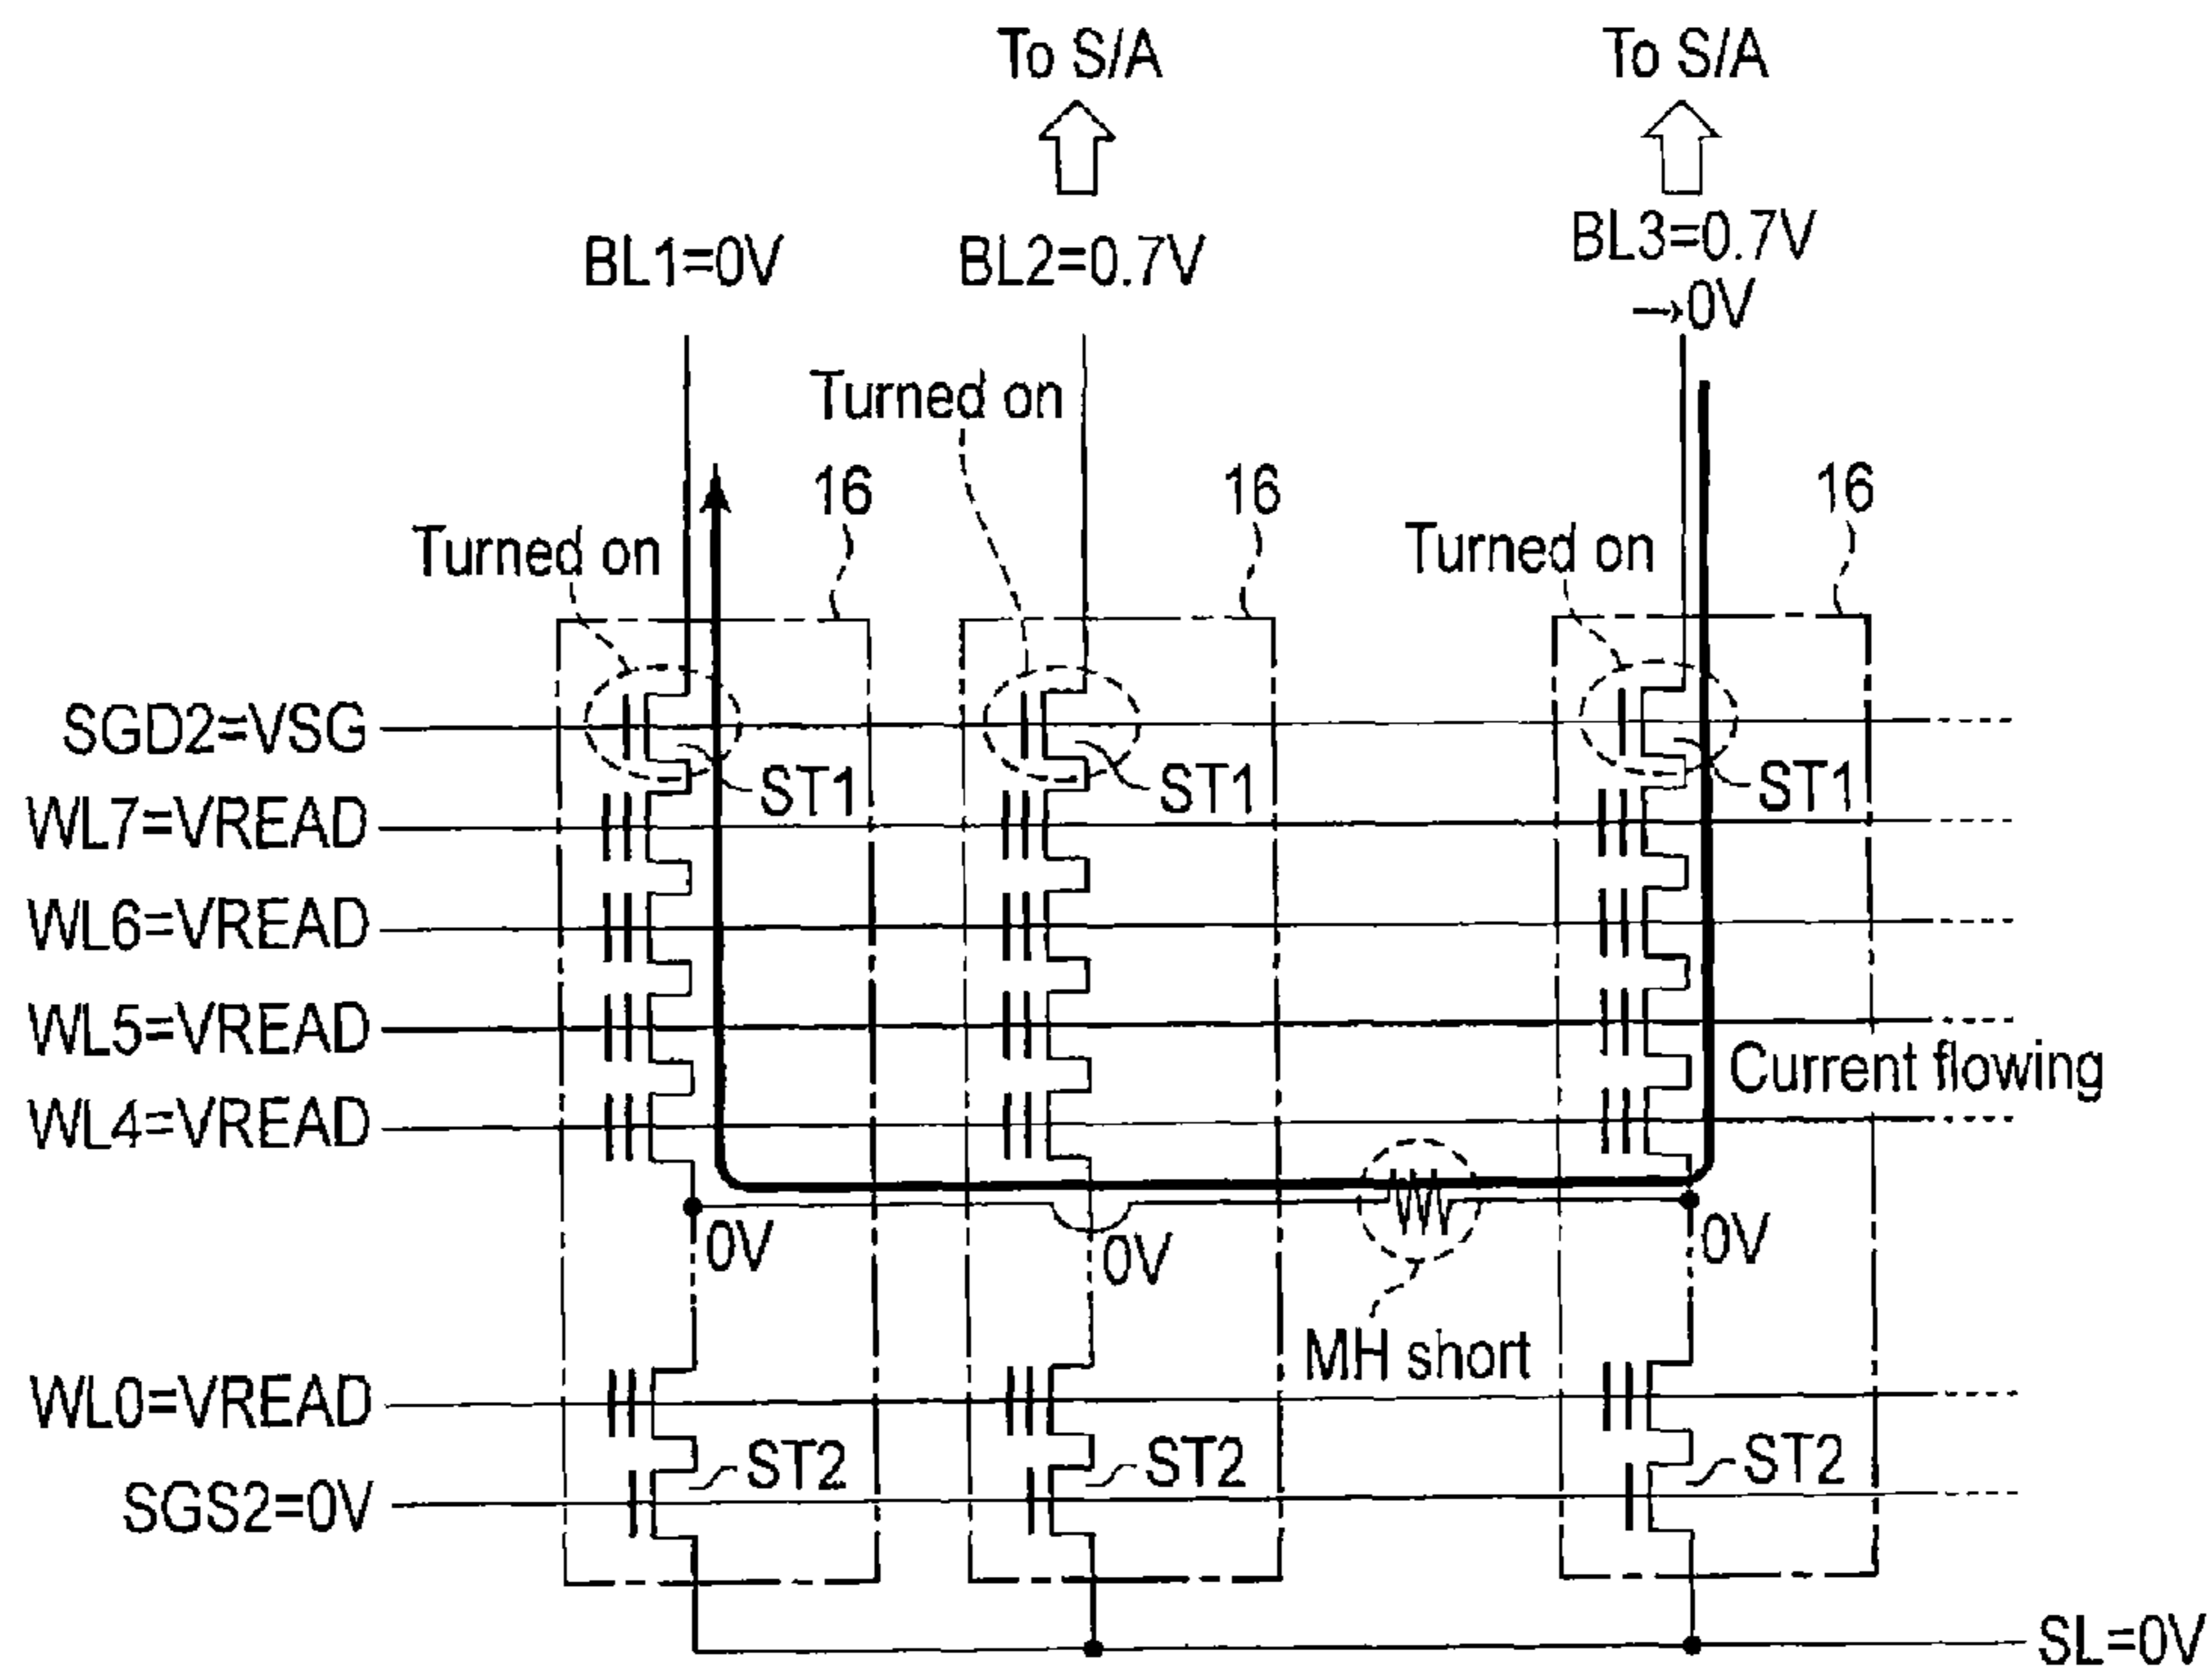 To S/A
To S/A
BL1=0V
BL2=0.7V
BL3=0.7V
→0V
Turned on
16
16
16
Turned on
Turned on
SGD2=VSG
ST1
ST1
ST1
WL7=VREAD
WL6=VREAD
WL5=VREAD
Current flowing
WL4=VREAD
0V
0V
0V
MH short
WL0=VREAD
ST2
ST2
ST2
SGS2=0V
SL=0V